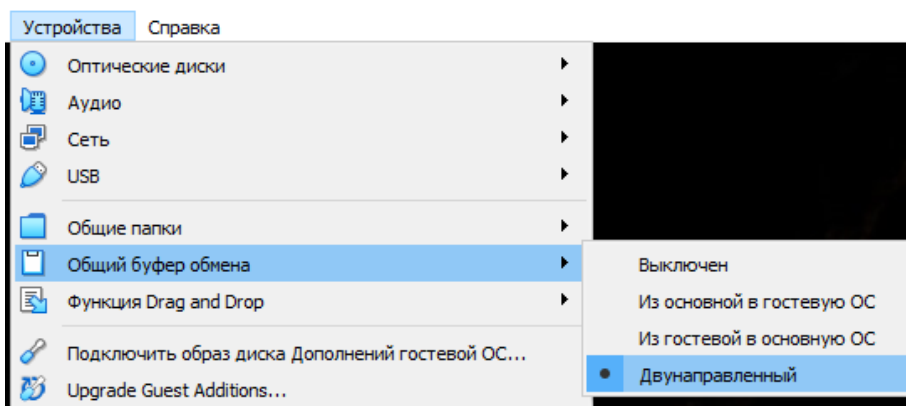 Устройства Справка
Оптические диски
Аудио
Сеть
USB
Общие папки
Общий буфер обмена
Функция Drag and Drop
Подключить образ диска Дополнений гостевой ОС...
Upgrade Guest Additions...
Выключен
Из основной в гостевую ОС
Из гостевой в основную ОС
Двунаправленный